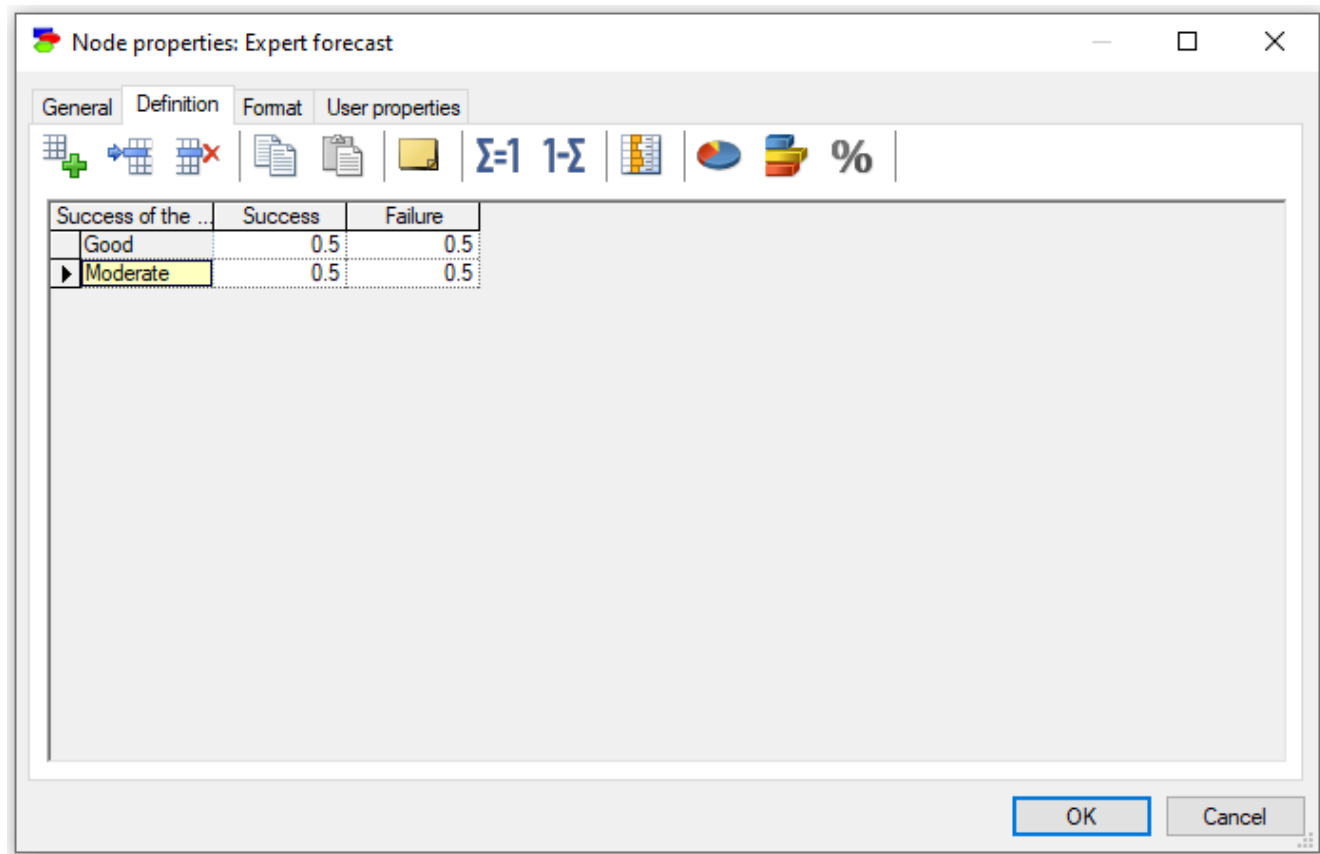 Node properties: Expert forecast
General Definition Format User properties
Σ=1 1-Σ %
Success of the ... Success Failure
Good 0.5 0.5
Moderate 0.5 0.5
OK Cancel